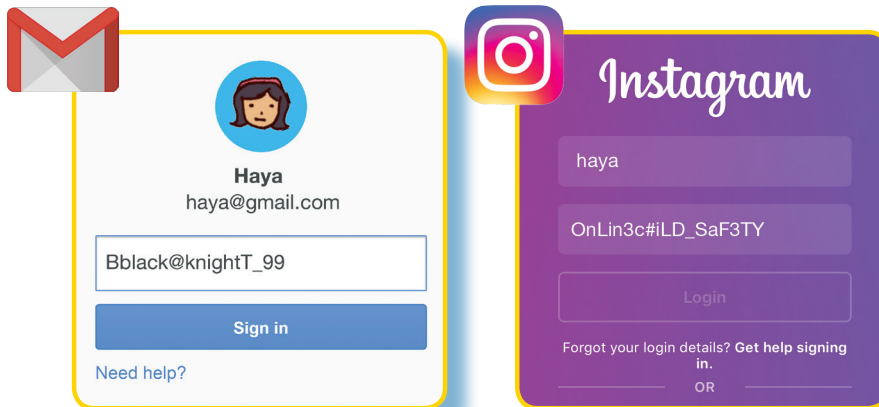 Haya
haya@gmail.com
Bblack@knightT_99
Sign in
Need help?
Instagram
haya
OnLin3c#iLD_SaF3TY
Login
Forgot your login details? Get help signing
in.
OR